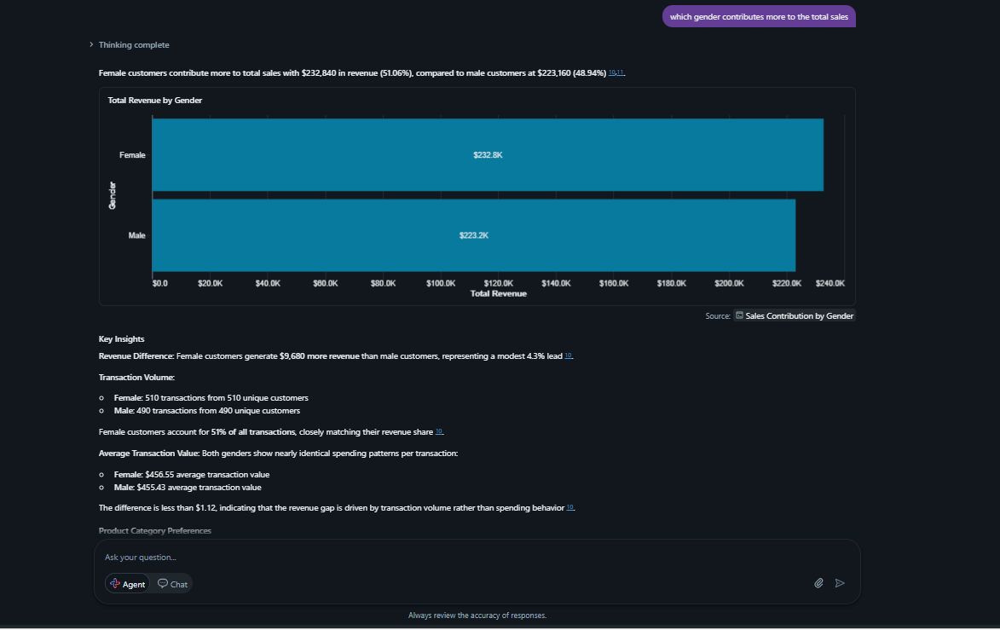 which gender contributes more to the total sales
Thinking complete
Female customers contribute more to total sales with $232,840 in revenue (51.06%), compared to male customers at $223,160 (48.94%) 10,11.
Total Revenue by Gender
Gender
Female
$232.8K
Male
$223.2K
$0.0 $20.0K $40.0K $60.0K $80.0K $100.0K $120.0K $140.0K $160.0K $180.0K $200.0K $220.0K $240.0K
Total Revenue
Source: Sales Contribution by Gender
Key Insights
Revenue Difference: Female customers generate $9,680 more revenue than male customers, representing a modest 4.3% lead 10.
Transaction Volume:
Female: 510 transactions from 510 unique customers
Male: 490 transactions from 490 unique customers
Female customers account for 51% of all transactions, closely matching their revenue share 10.
Average Transaction Value: Both genders show nearly identical spending patterns per transaction:
Female: $456.55 average transaction value
Male: $455.43 average transaction value
The difference is less than $1.12, indicating that the revenue gap is driven by transaction volume rather than spending behavior 10.
Product Category Preferences
Ask your question...
Agent Chat
Always review the accuracy of responses.